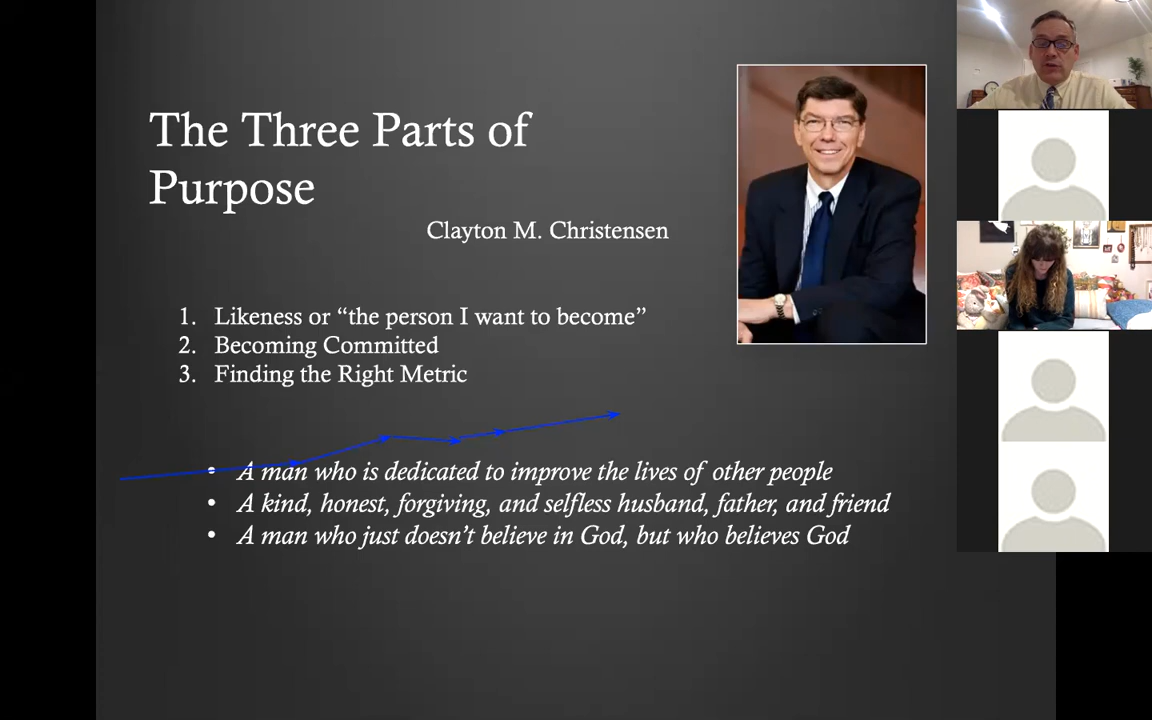 The Three Parts of
Purpose
Clayton M. Christensen
1. Likeness or “the person I want to become”
2. Becoming Committed
3. Finding the Right Metric
• A man who is dedicated to improve the lives of other people
• A kind, honest, forgiving, and selfless husband, father, and friend
• A man who just doesn’t believe in God, but who believes God